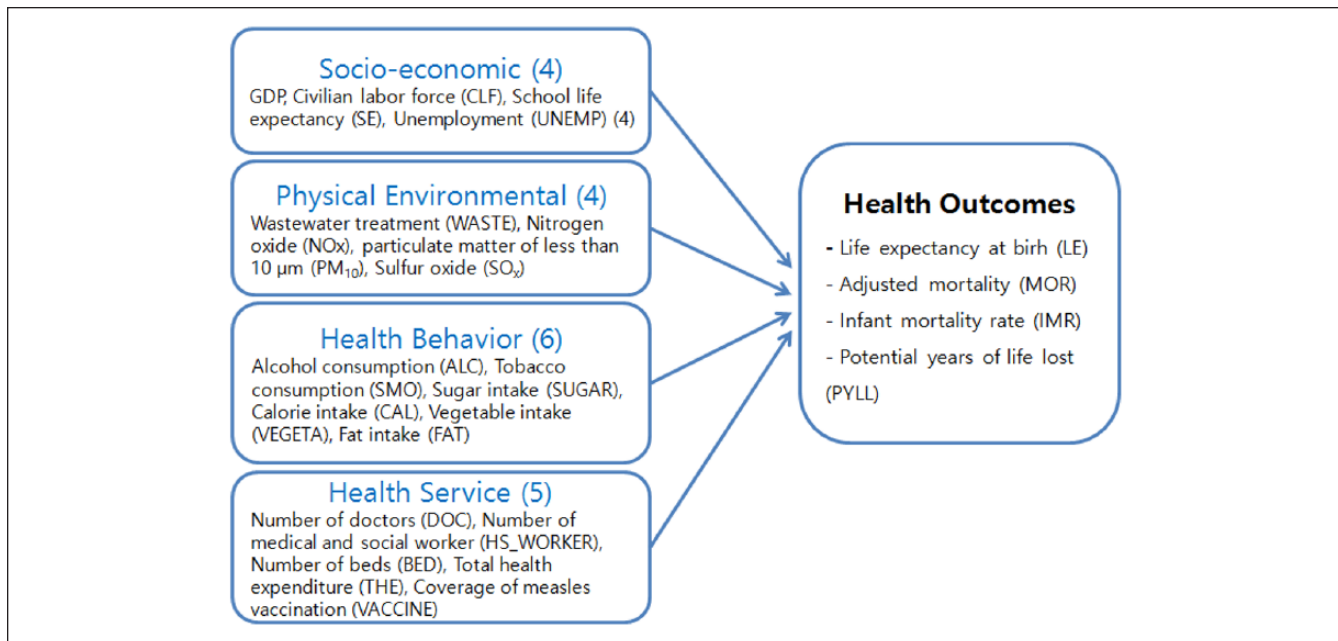 Socio-economic (4)
GDP, Civilian labor force (CLF), School life
expectancy (SE), Unemployment (UNEMP) (4)
Physical Environmental (4)
Wastewater treatment (WASTE), Nitrogen
oxide (NOx), particulate matter of less than
10 μm (PM₁₀), Sulfur oxide (SOₓ)
Health Behavior (6)
Alcohol consumption (ALC), Tobacco
consumption (SMO), Sugar intake (SUGAR),
Calorie intake (CAL), Vegetable intake
(VEGETA), Fat intake (FAT)
Health Service (5)
Number of doctors (DOC), Number of
medical and social worker (HS_WORKER),
Number of beds (BED), Total health
expenditure (THE), Coverage of measles
vaccination (VACCINE)
Health Outcomes
- Life expectancy at birh (LE)
- Adjusted mortality (MOR)
- Infant mortality rate (IMR)
- Potential years of life lost
(PYLL)